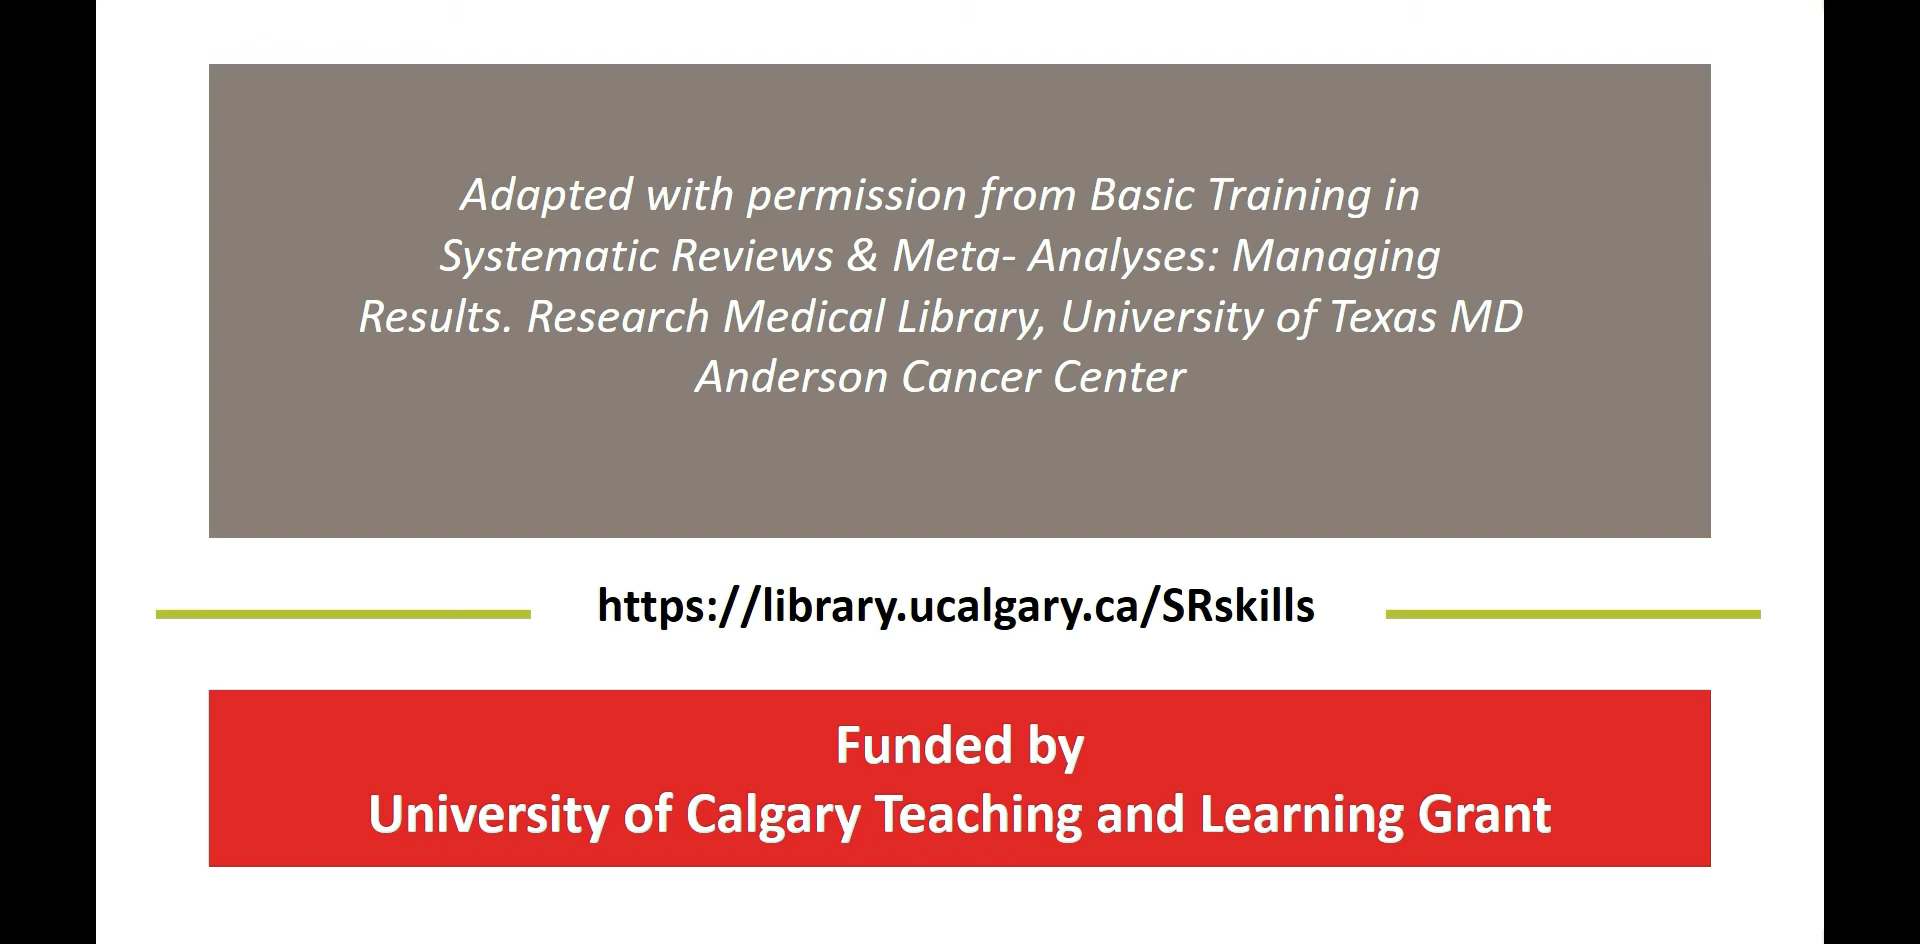 Adapted with permission from Basic Training in
Systematic Reviews & Meta- Analyses: Managing
Results. Research Medical Library, University of Texas MD
Anderson Cancer Center
https://library.ucalgary.ca/SRskills
Funded by
University of Calgary Teaching and Learning Grant